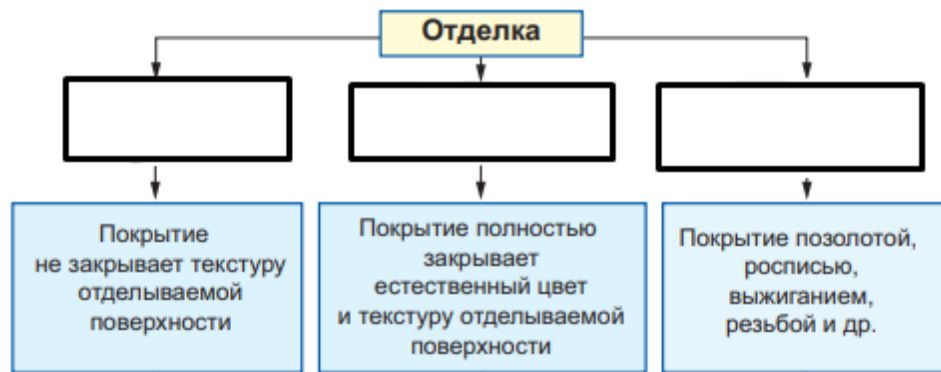 Отделка
Покрытие
не закрывает текстуру
отделываемой
поверхности
Покрытие полностью
закрывает
естественный цвет
и текстуру отделываемой
поверхности
Покрытие позолотой,
росписью,
выжиганием,
резьбой и др.